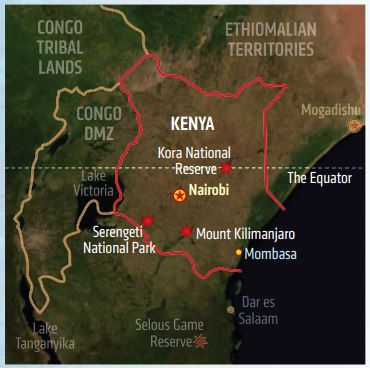 CONGO
TRIBAL
LANDS
ETHIOMALIAN
TERRITORIES
CONGO
DMZ
Mogadishu
KENYA
Kora National
Reserve
The Equator
Lake
Victoria
Nairobi
Serengeti
National Park
Mount Kilimanjaro
Mombasa
Dar es
Salaam
Lake
Tanganyika
Selous Game
Reserve